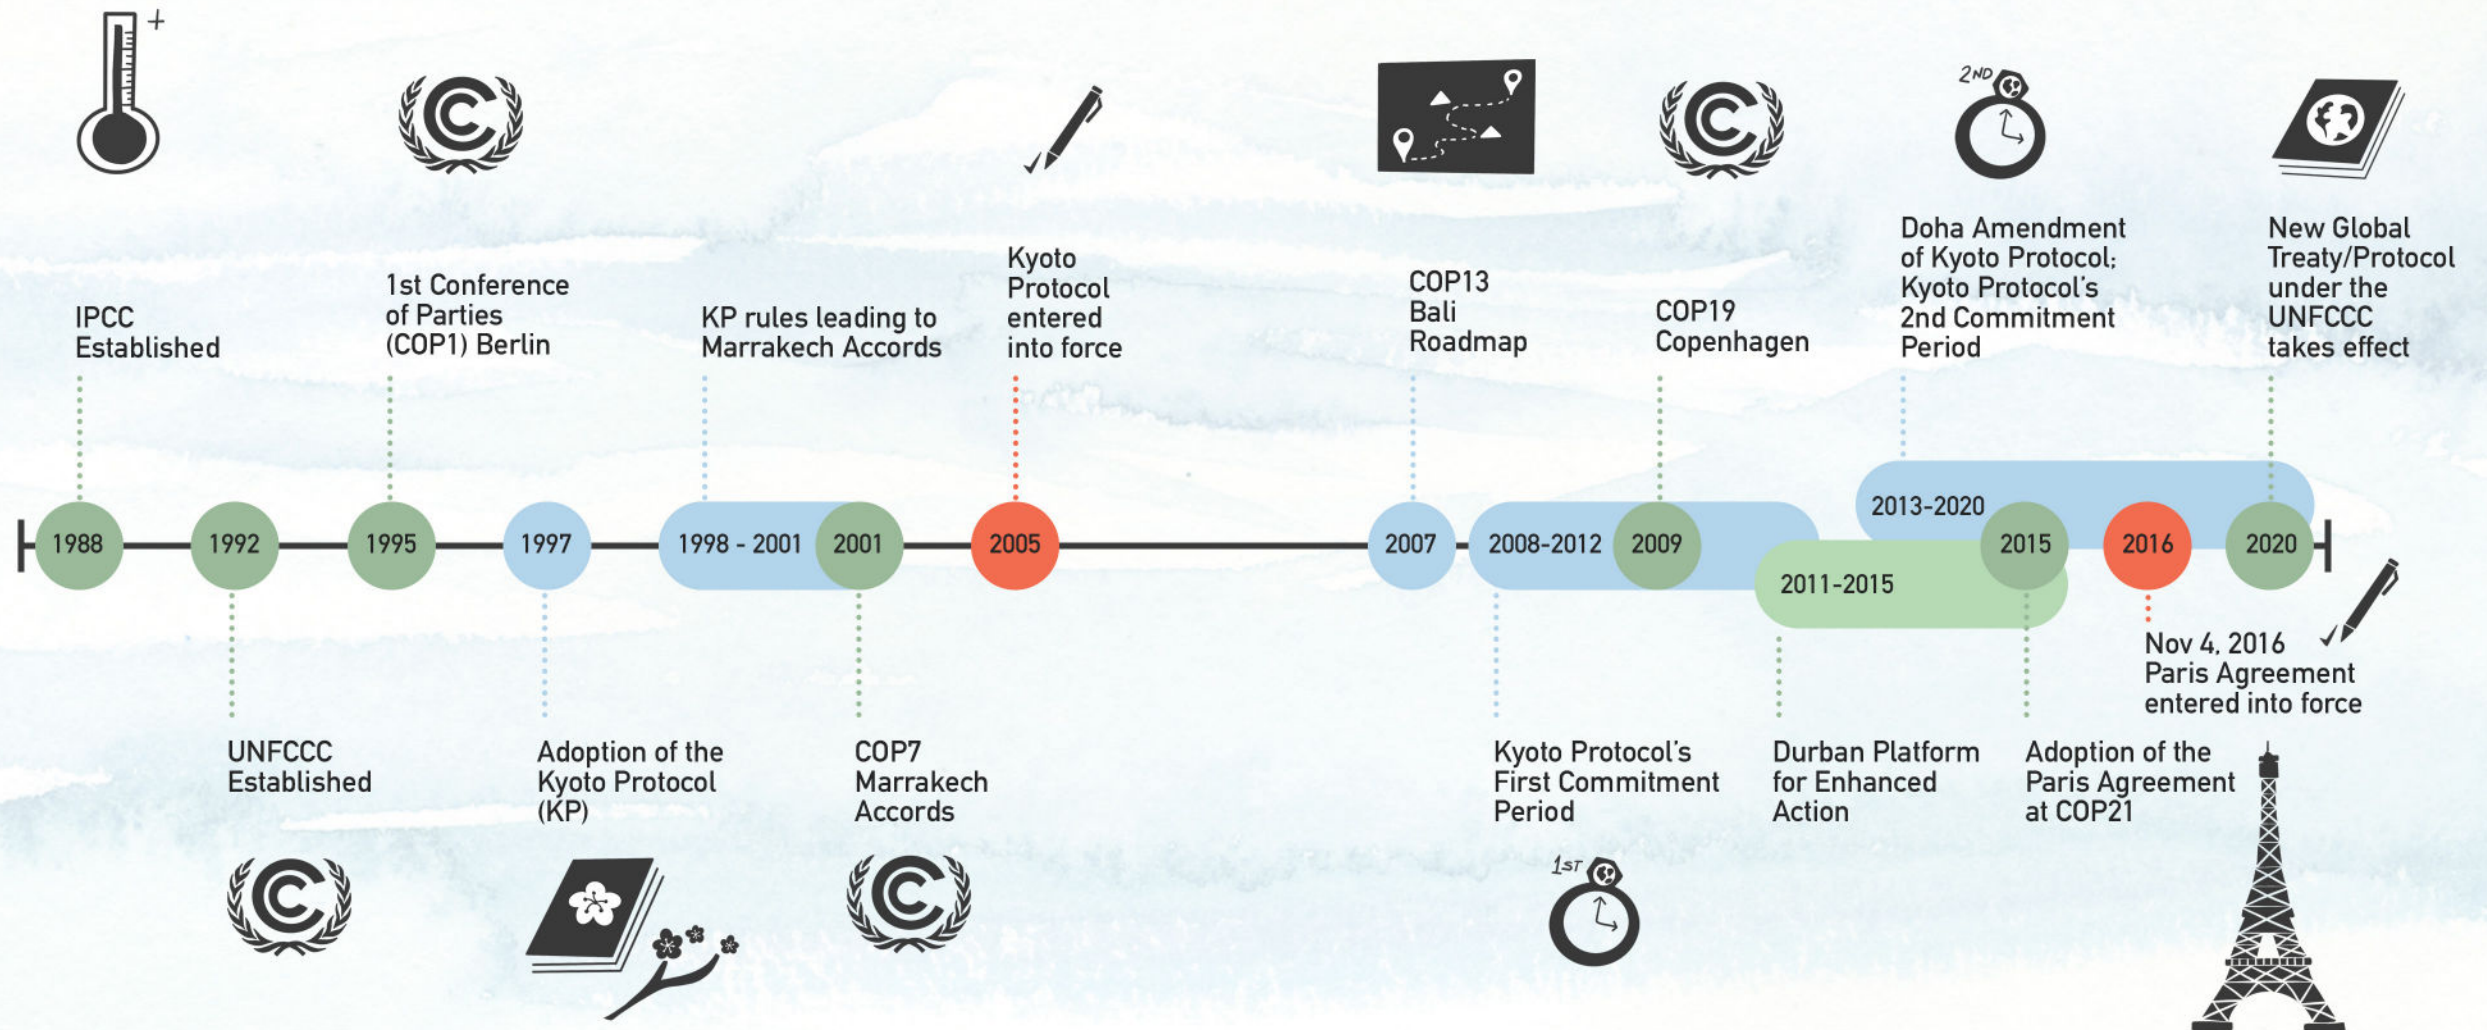 2ND
IPCC
Established
1st Conference
of Parties
(COP1) Berlin
KP rules leading to
Marrakech Accords
Kyoto
Protocol
entered
into force
COP13
Bali
Roadmap
COP19
Copenhagen
Doha Amendment
of Kyoto Protocol:
Kyoto Protocol's
2nd Commitment
Period
New Global
Treaty/Protocol
under the
UNFCCC
takes effect
1988
1992
1995
1997
1998 - 2001
2001
2005
2007
2008-2012
2009
2011-2015
2013-2020
2015
2016
2020
Nov 4, 2016
Paris Agreement
entered into force
UNFCCC
Established
Adoption of the
Kyoto Protocol
(KP)
COP7
Marrakech
Accords
Kyoto Protocol's
First Commitment
Period
Durban Platform
for Enhanced
Action
Adoption of the
Paris Agreement
at COP21
1ST